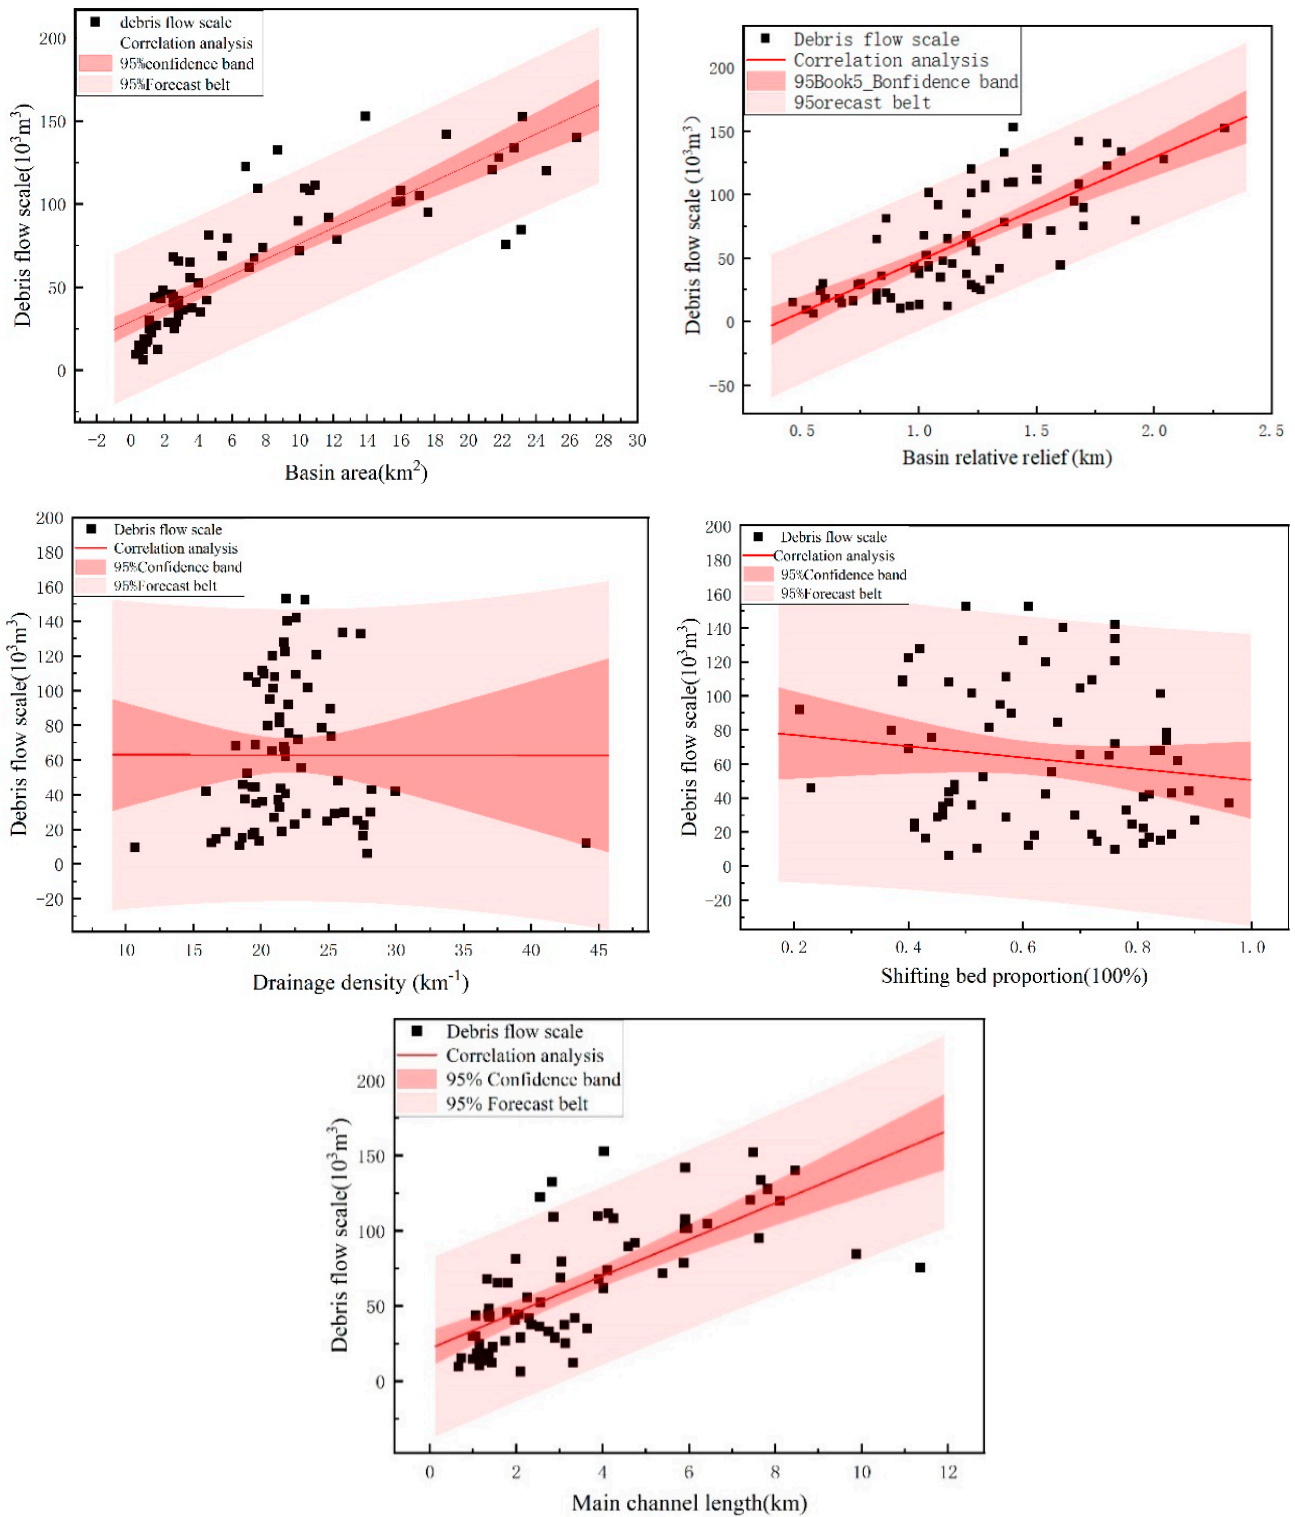 debris flow scale
Correlation analysis
95%confidence band
95%Forecast belt
200
150
100
50
0
Debris flow scale(10³m³)
-2 0 2 4 6 8 10 12 14 16 18 20 22 24 26 28 30
Basin area(km²)
Debris flow scale
Correlation analysis
95Book5_Bonfidence band
95orecast belt
200
150
100
50
0
-50
Debris flow scale (10³m³)
0.5 1.0 1.5 2.0 2.5
Basin relative relief (km)
Debris flow scale
Correlation analysis
95%Confidence band
95%Forecast belt
200
180
160
140
120
100
80
60
40
20
0
-20
Debris flow scale(10³m³)
10 15 20 25 30 35 40 45
Drainage density (km⁻¹)
Debris flow scale
Correlation analysis
95%Confidence band
95%Forecast belt
200
180
160
140
120
100
80
60
40
20
0
-20
Debris flow scale(10³m³)
0.2 0.4 0.6 0.8 1.0
Shifting bed proportion(100%)
Debris flow scale
Correlation analysis
95% Confidence band
95% Forecast belt
200
150
100
50
0
Debris flow scale(10³m³)
0 2 4 6 8 10 12
Main channel length(km)